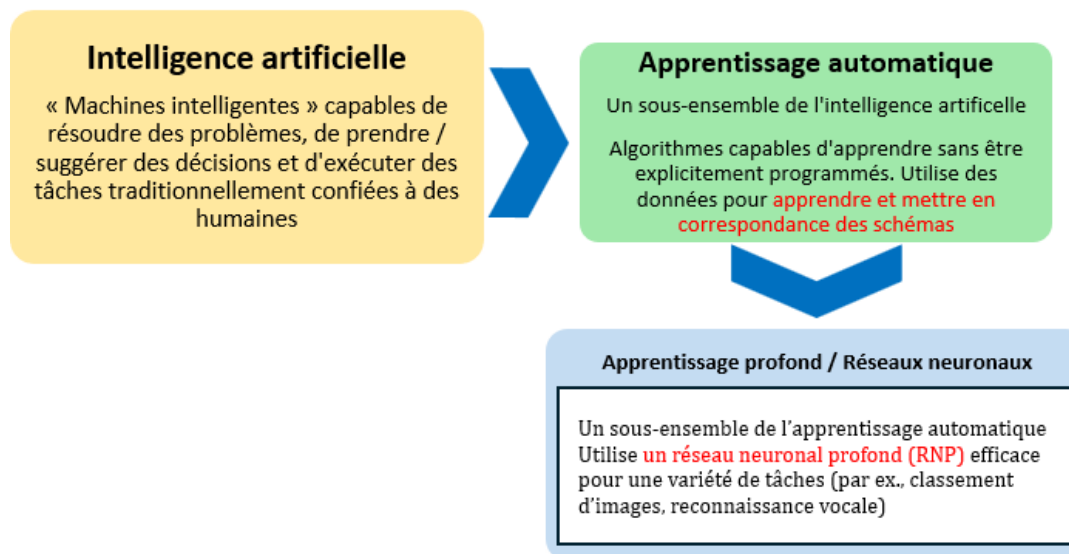 Intelligence artificielle
« Machines intelligentes » capables de
résoudre des problèmes, de prendre /
suggérer des décisions et d'exécuter des
tâches traditionnellement confiées à des
humaines
Apprentissage automatique
Un sous-ensemble de l'intelligence artificelle
Algorithmes capables d'apprendre sans être
explicitement programmés. Utilise des
données pour apprendre et mettre en
correspondance des schémas
Apprentissage profond / Réseaux neuronaux
Un sous-ensemble de l’apprentissage automatique
Utilise un réseau neuronal profond (RNP) efficace
pour une variété de tâches (par ex., classement
d’images, reconnaissance vocale)